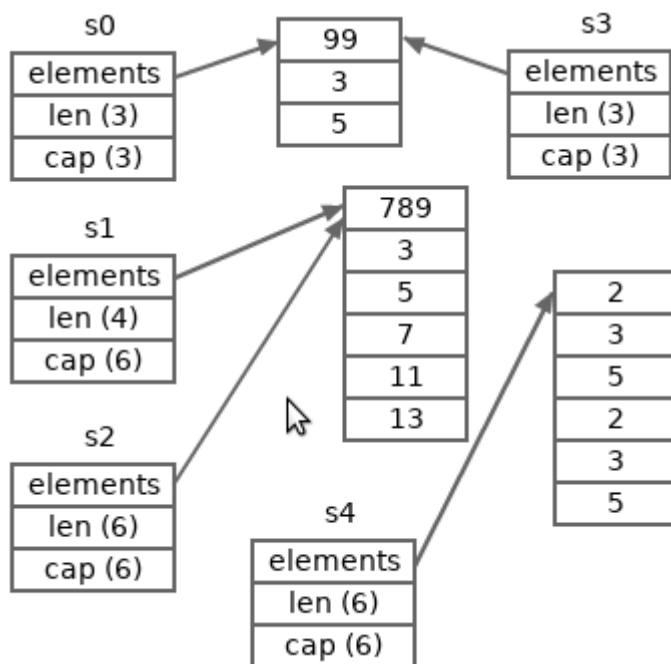 s0
elements
len (3)
cap (3)
99
3
5
s3
elements
len (3)
cap (3)
s1
elements
len (4)
cap (6)
789
3
5
7
11
13
s2
elements
len (6)
cap (6)
s4
elements
len (6)
cap (6)
2
3
5
2
3
5